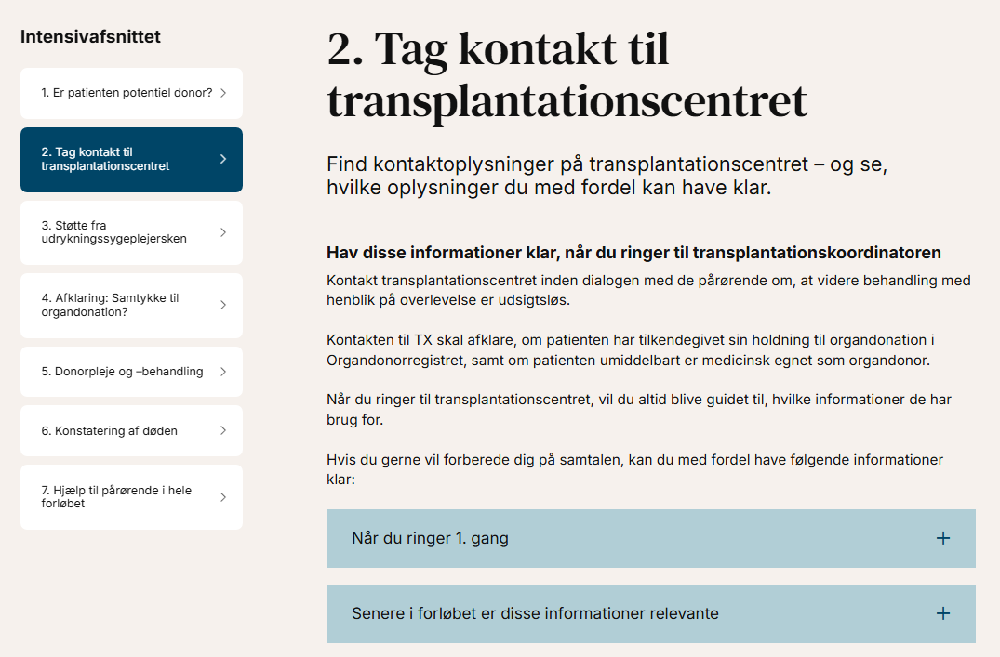 Intensivafsnittet
1. Er patienten potentiel donor?
2. Tag kontakt til
transplantationscentret
3. Støtte fra
udrykningssygeplejersken
4. Afklaring: Samtykke til
organdonation?
5. Donorpleje og –behandling
6. Konstatering af døden
7. Hjælp til pårørende i hele
forløbet
2. Tag kontakt til
transplantationscentret
Find kontaktoplysninger på transplantationscentret – og se,
hvilke oplysninger du med fordel kan have klar.
Hav disse informationer klar, når du ringer til transplantationskoordinatoren
Kontakt transplantationscentret inden dialogen med de pårørende om, at videre behandling med
henblik på overlevelse er udsigtsløs.
Kontakten til TX skal afklare, om patienten har tilkendegivet sin holdning til organdonation i
Organdonorregistret, samt om patienten umiddelbart er medicinsk egnet som organdonor.
Når du ringer til transplantationscentret, vil du altid blive guidet til, hvilke informationer de har
brug for.
Hvis du gerne vil forberede dig på samtalen, kan du med fordel have følgende informationer
klar:
Når du ringer 1. gang
Senere i forløbet er disse informationer relevante